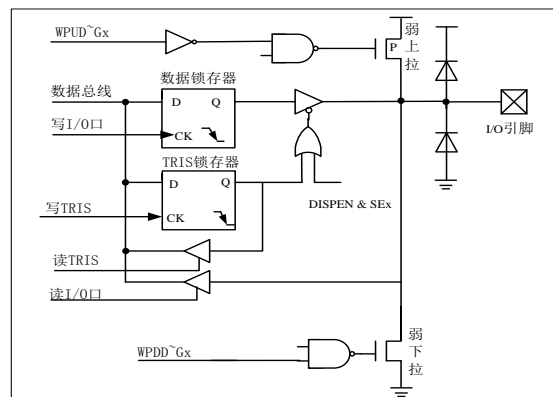 WPUD~Gx
P
弱上拉
数据总线
数据锁存器
D Q
写I/O口
CK
I/O引脚
TRIS锁存器
D Q
DISPEN & SEx
写TRIS
CK
读TRIS
读I/O口
WPDD~Gx
弱下拉